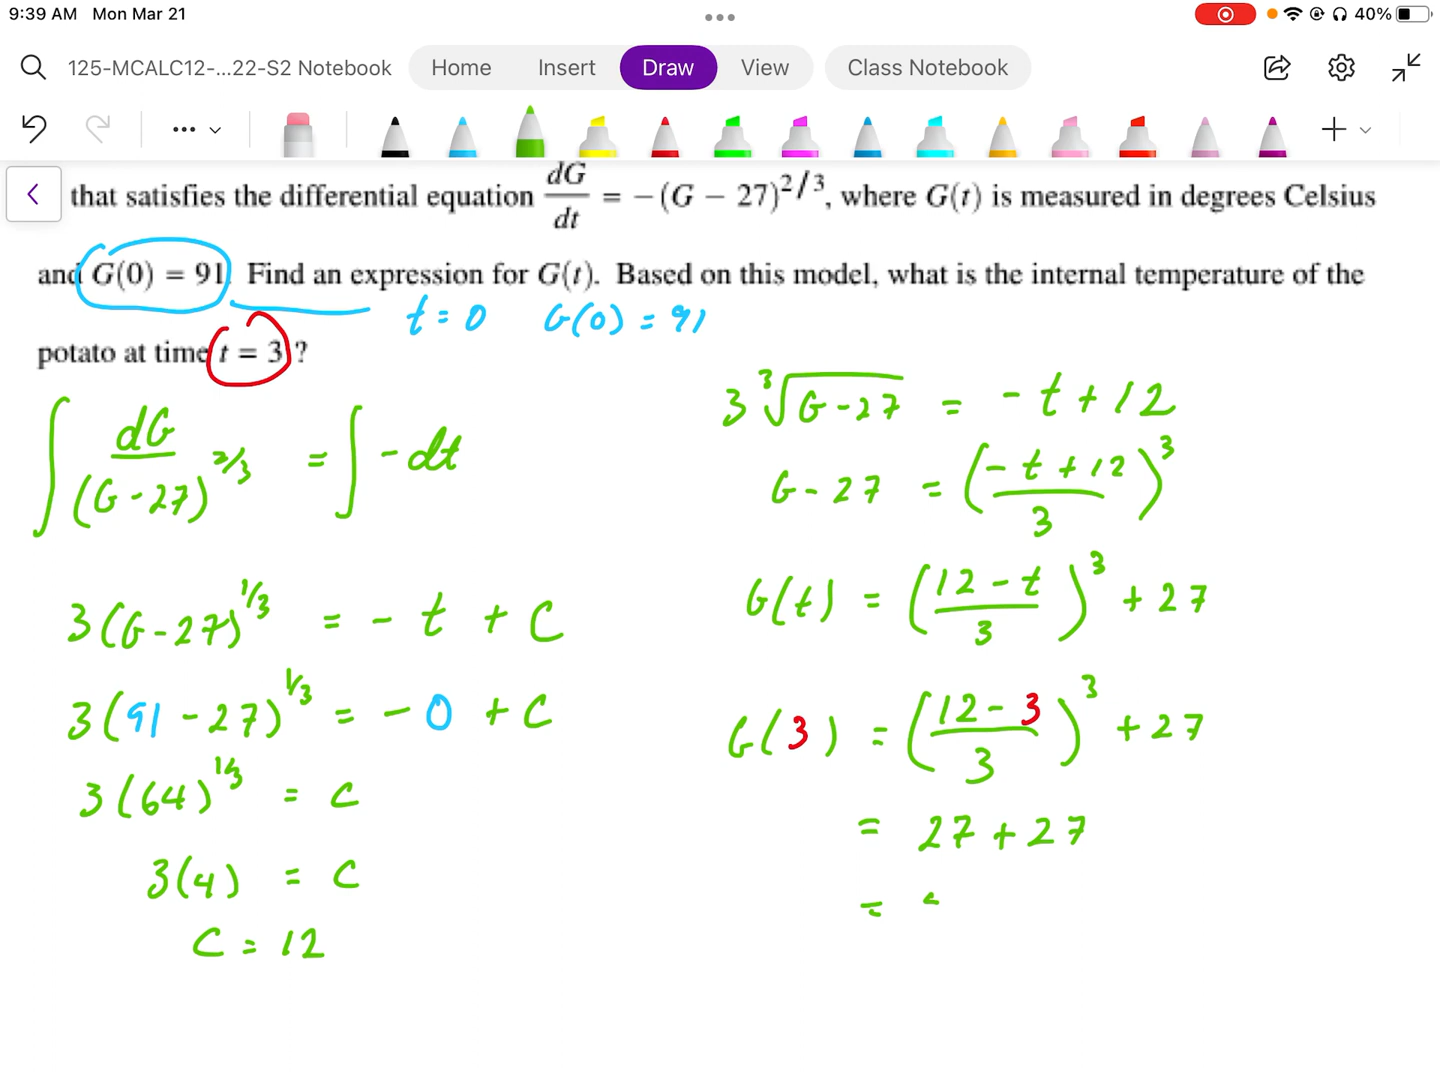 9:39 AM Mon Mar 21
40%
125-MCALC12-...22-S2 Notebook Home Insert Draw View Class Notebook
that satisfies the differential equation dG/dt = −(G − 27)^2/3, where G(t) is measured in degrees Celsius
and G(0) = 91. Find an expression for G(t). Based on this model, what is the internal temperature of the
t = 0 G(0) = 91
potato at time t = 3 ?
∫ dG/(G-27)^2/3 = ∫ -dt
3(G-27)^1/3 = -t + C
3(91-27)^1/3 = -0 + C
3(64)^1/3 = C
3(4) = C
C = 12
3 ∛(G-27) = -t+12
G-27 = ((-t+12)/3)^3
G(t) = ((12-t)/3)^3 + 27
G(3) = ((12-3)/3)^3 + 27
= 27+27
=